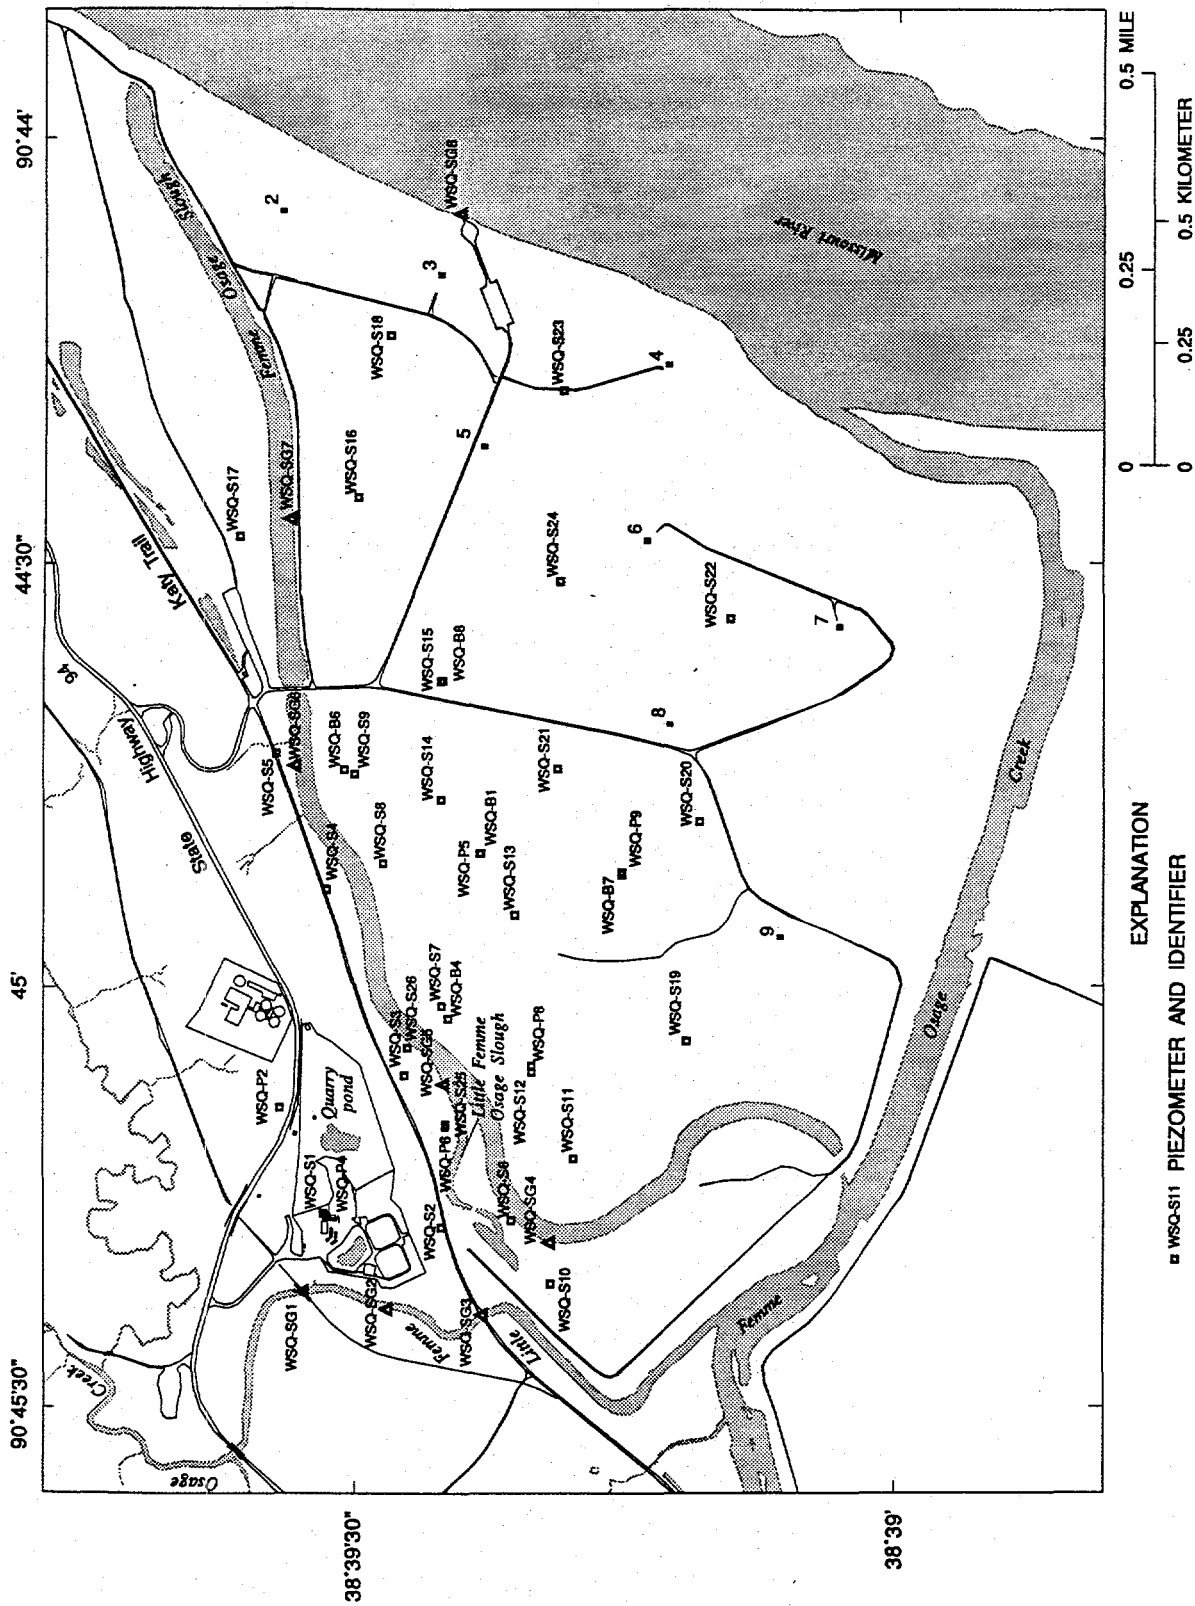 90°45'30"
45'
44'30"
90°44'
38°39'30"
38°39'
Creek
Osage
State
Highway
94
Katy Trail
WSQ-S17
Femme
Osage
Slough
2
WSQ-SG7
WSQ-S16
WSQ-S18
3
WSQ-SG8
Missouri River
5
WSQ-S23
4
WSQ-S24
6
WSQ-S22
7
WSQ-S15
WSQ-B8
8
WSQ-S5
WSQ-SG6
WSQ-B6
WSQ-S9
WSQ-S14
WSQ-S21
WSQ-S20
WSQ-S4
WSQ-S8
WSQ-P5
WSQ-B1
WSQ-S13
WSQ-B7
WSQ-P9
9
WSQ-P2
Quarry
pond
WSQ-S3
WSQ-S26
WSQ-S7
WSQ-B4
WSQ-SG5
WSQ-S25
Little Femme
Osage Slough
WSQ-P8
WSQ-S19
WSQ-S1
WSQ-P4
WSQ-P6
WSQ-S12
WSQ-S11
WSQ-S2
WSQ-S6
WSQ-SG4
WSQ-S10
WSQ-SG1
WSQ-SG2
WSQ-SG3
Femme
Little
Femme
Osage
Creek
0
0.25
0.5 MILE
0
0.25
0.5 KILOMETER
EXPLANATION
WSQ-S11 PIEZOMETER AND IDENTIFIER